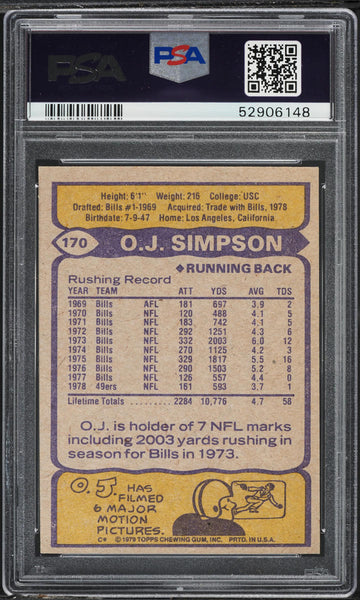 PSA
PSA
52906148
Height: 6'1" Weight: 216 College: USC
Drafted: Bills #1-1969 Acquired: Trade with Bills, 1978
Birthdate: 7-9-47 Home: Los Angeles, California
170 O.J. SIMPSON
◆RUNNING BACK
Rushing Record
YEAR TEAM ATT YDS AVG TDS
1969 Bills AFL 181 697 3.9 2
1970 Bills NFL 120 488 4.1 5
1971 Bills NFL 183 742 4.1 5
1972 Bills NFL 292 1251 4.3 6
1973 Bills NFL 332 2003 6.0 12
1974 Bills NFL 270 1125 4.2 3
1975 Bills NFL 329 1817 5.5 16
1976 Bills NFL 290 1503 5.2 8
1977 Bills NFL 126 557 4.4 0
1978 49ers NFL 161 593 3.7 1
Lifetime Totals 2284 10,776 4.7 58
O.J. is holder of 7 NFL marks
including 2003 yards rushing in
season for Bills in 1973.
O.J. HAS
FILMED
6 MAJOR
MOTION
PICTURES.
C* © 1979 TOPPS CHEWING GUM, INC. PRTD. IN U.S.A.